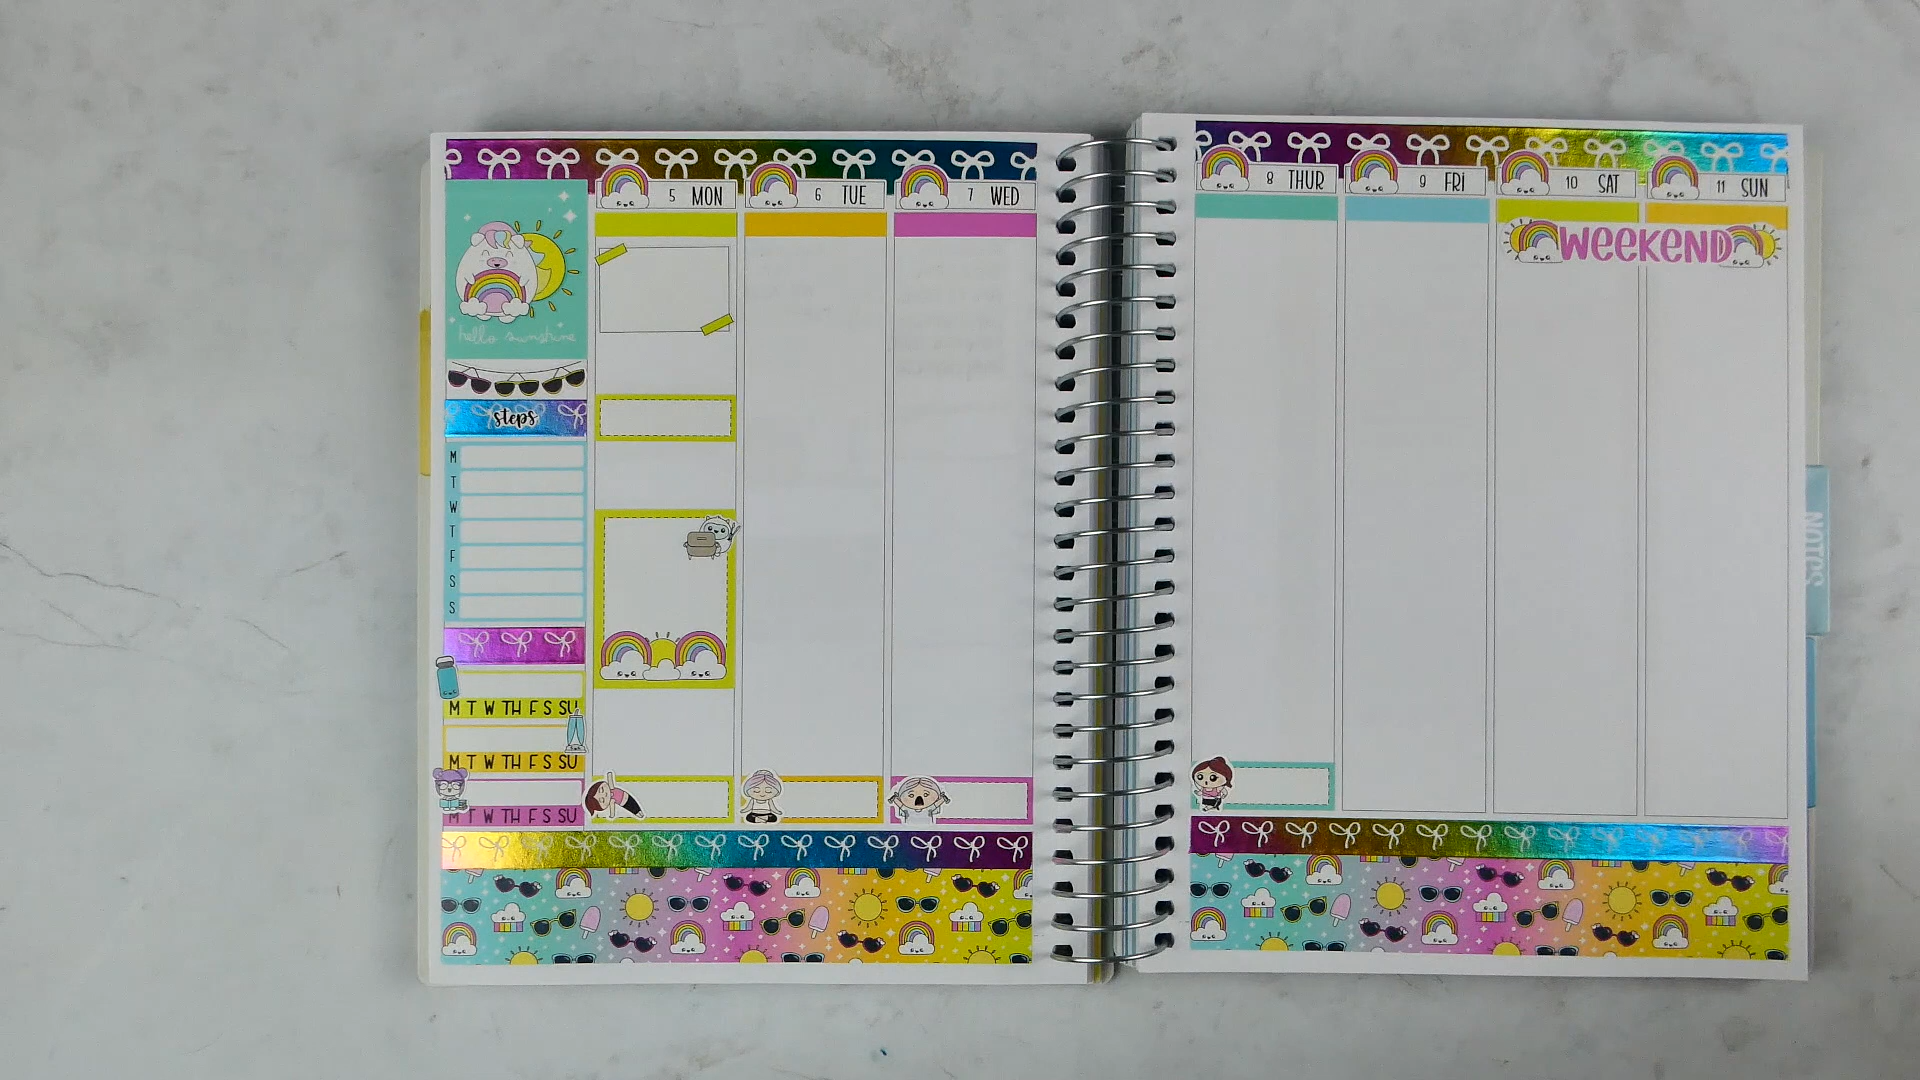 5 MON
6 TUE
7 WED
8 THUR
9 FRI
10 SAT
11 SUN
WEEKEND
hello sunshine
steps
M
T
W
T
F
S
S
M T W TH F S SU
M T W TH F S SU
M T W TH F S SU
NOTES